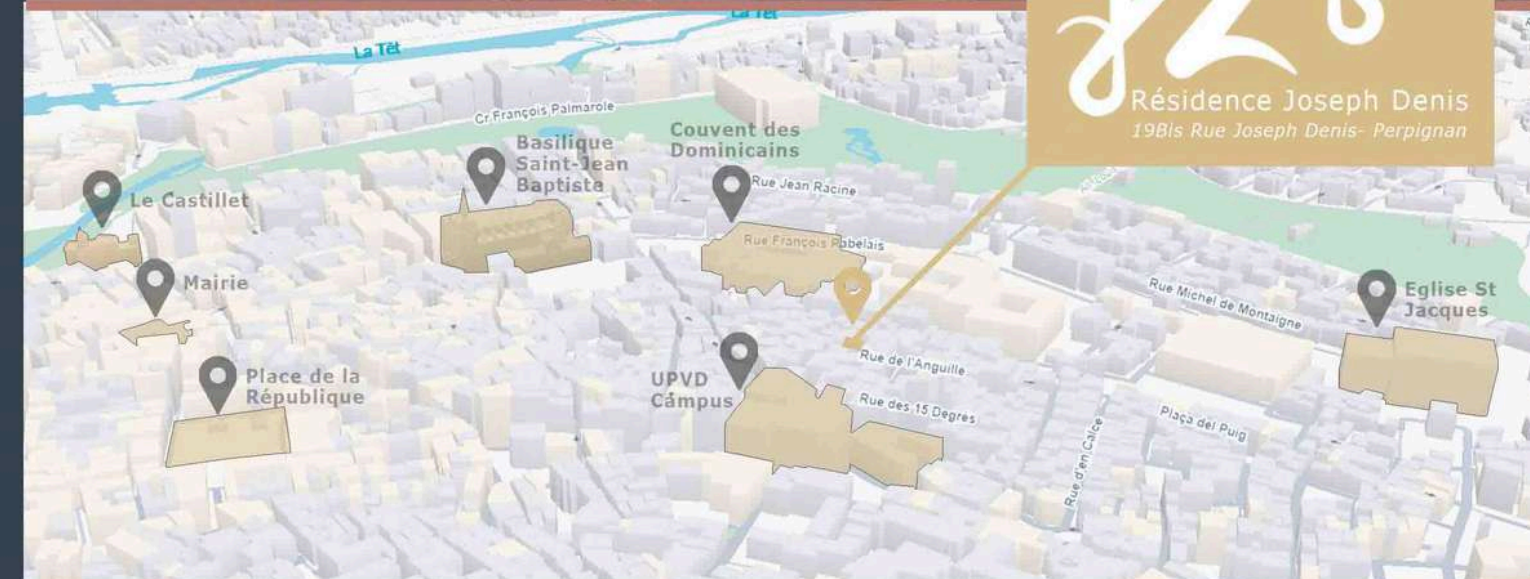 La Têt
La Têt
Résidence Joseph Denis
19Bis Rue Joseph Denis- Perpignan
Cr François Palmarole
Basilique
Saint-Jean
Baptiste
Couvent des
Dominicains
Rue Jean Racine
Le Castillet
Rue François Rabelais
Mairie
Rue Michel de Montaigne
Eglise St
Jacques
Place de la
République
UPVD
Câmpus
Rue de l'Anguille
Rue des 15 Degres
Plaça del Puig
Rue d'en Calce